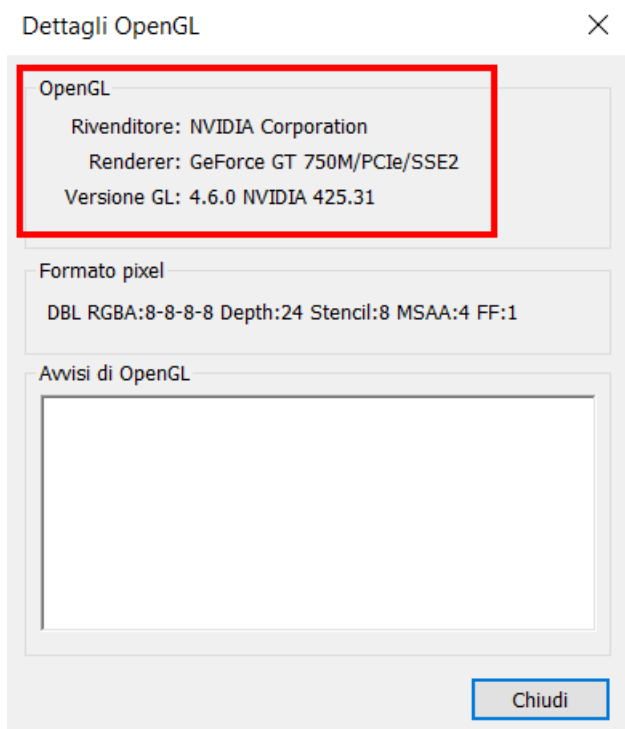 Dettagli OpenGL
OpenGL
Rivenditore: NVIDIA Corporation
Renderer: GeForce GT 750M/PCIe/SSE2
Versione GL: 4.6.0 NVIDIA 425.31
Formato pixel
DBL RGBA:8-8-8-8 Depth:24 Stencil:8 MSAA:4 FF:1
Avvisi di OpenGL
Chiudi